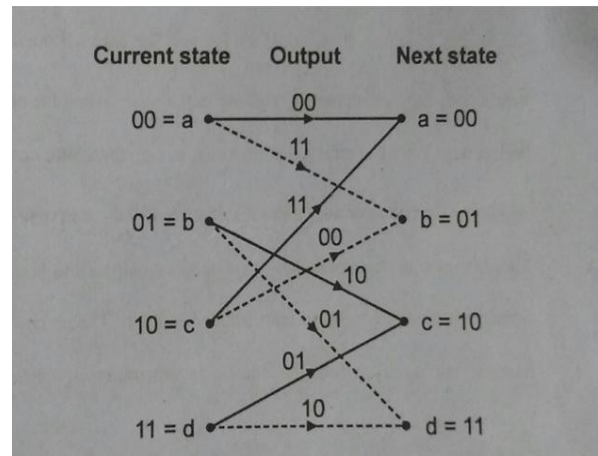 Current state Output Next state
00
00 = a a = 00
11
11
01 = b b = 01
00
10
10 = c 01 c = 10
01
10
11 = d d = 11